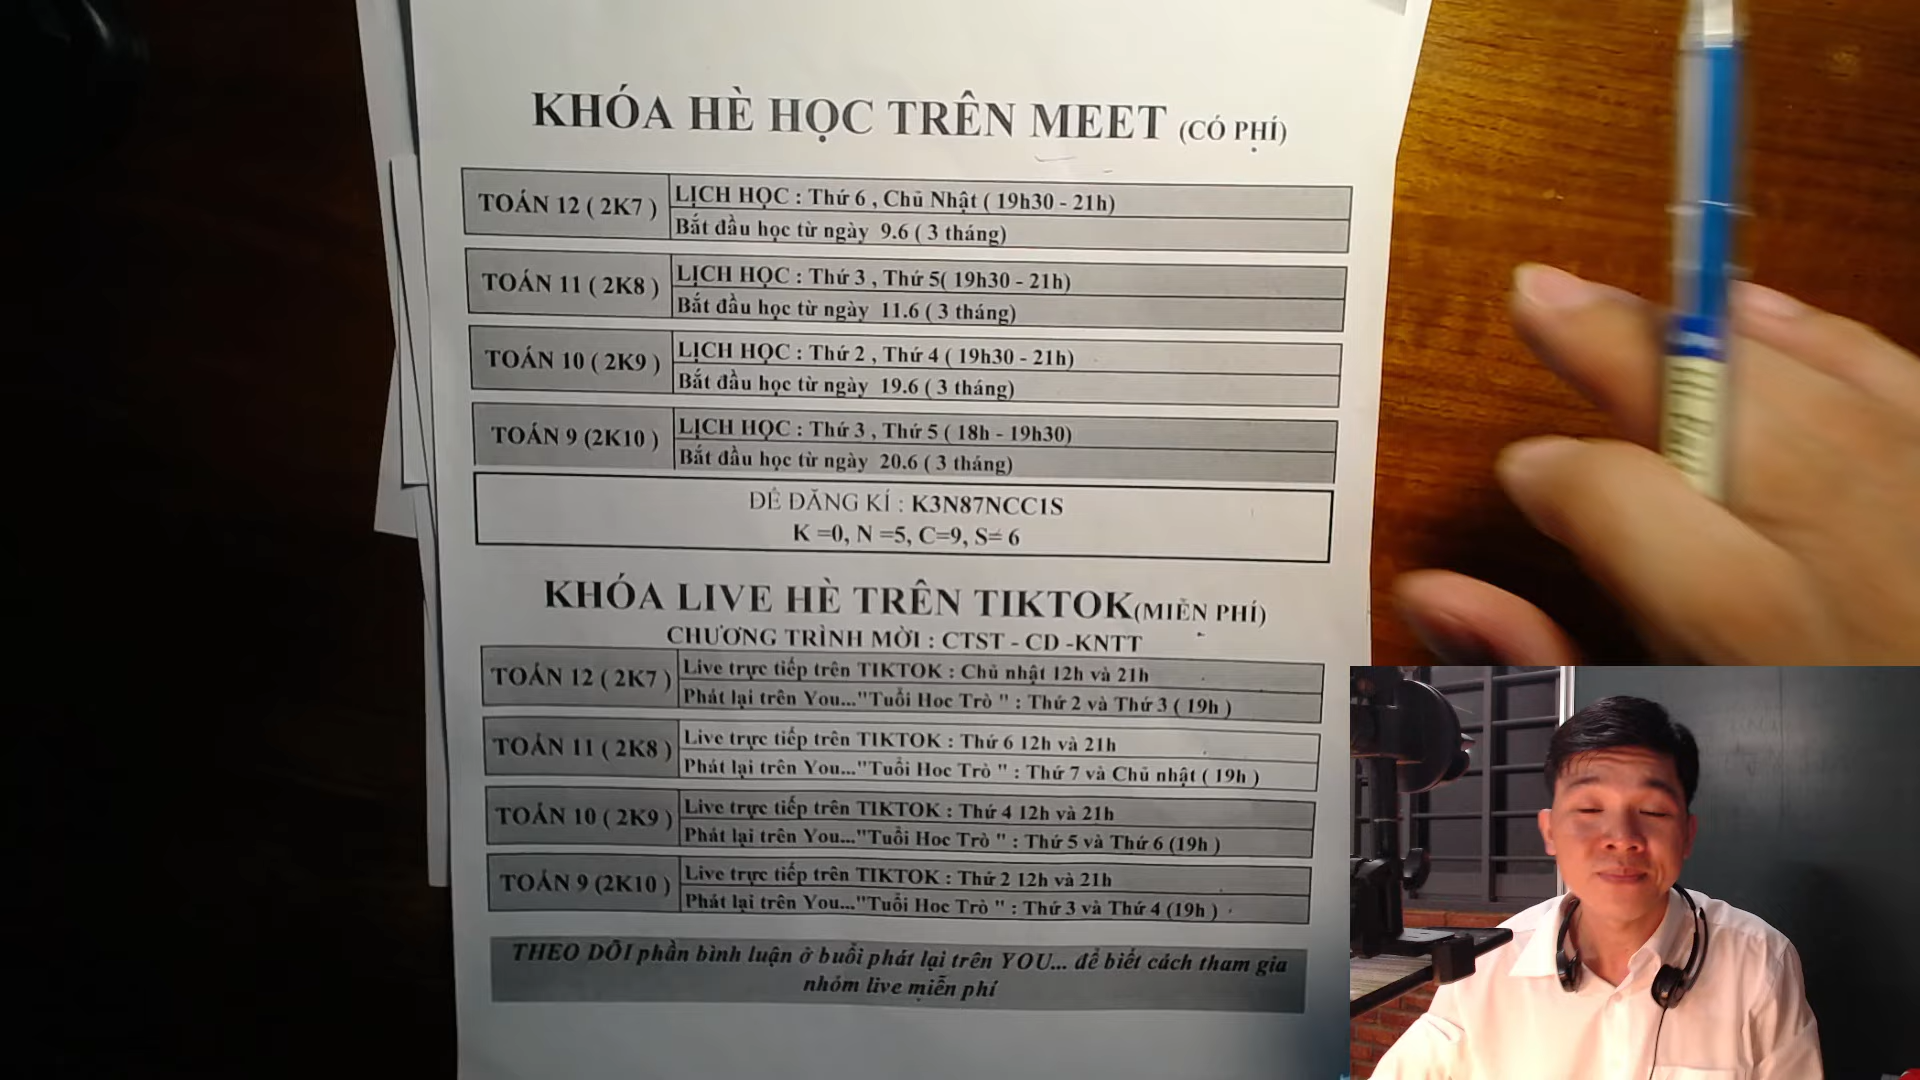 KHÓA HÈ HỌC TRÊN MEET (CÓ PHÍ)
TOÁN 12 ( 2K7 )
LỊCH HỌC : Thứ 6 , Chủ Nhật ( 19h30 - 21h)
Bắt đầu học từ ngày 9.6 ( 3 tháng)
TOÁN 11 ( 2K8 )
LỊCH HỌC : Thứ 3 , Thứ 5( 19h30 - 21h)
Bắt đầu học từ ngày 11.6 ( 3 tháng)
TOÁN 10 ( 2K9 )
LỊCH HỌC : Thứ 2 , Thứ 4 ( 19h30 - 21h)
Bắt đầu học từ ngày 19.6 ( 3 tháng)
TOÁN 9 (2K10 )
LỊCH HỌC : Thứ 3 , Thứ 5 ( 18h - 19h30)
Bắt đầu học từ ngày 20.6 ( 3 tháng)
ĐỂ ĐĂNG KÍ : K3N87NCC1S
K =0, N =5, C=9, S= 6
KHÓA LIVE HÈ TRÊN TIKTOK(MIỄN PHÍ)
CHƯƠNG TRÌNH MỜI : CTST - CD -KNTT
TOÁN 12 ( 2K7 )
Live trực tiếp trên TIKTOK : Chủ nhật 12h và 21h
Phát lại trên You..."Tuổi Hoc Trò " : Thứ 2 và Thứ 3 ( 19h )
TOÁN 11 ( 2K8 )
Live trực tiếp trên TIKTOK : Thứ 6 12h và 21h
Phát lại trên You..."Tuổi Hoc Trò " : Thứ 7 và Chủ nhật ( 19h )
TOÁN 10 ( 2K9 )
Live trực tiếp trên TIKTOK : Thứ 4 12h và 21h
Phát lại trên You..."Tuổi Hoc Trò " : Thứ 5 và Thứ 6 (19h )
TOÁN 9 (2K10 )
Live trực tiếp trên TIKTOK : Thứ 2 12h và 21h
Phát lại trên You..."Tuổi Hoc Trò " : Thứ 3 và Thứ 4 (19h )
THEO DÕI phần bình luận ở buổi phát lại trên YOU... để biết cách tham gia
nhóm live miễn phí